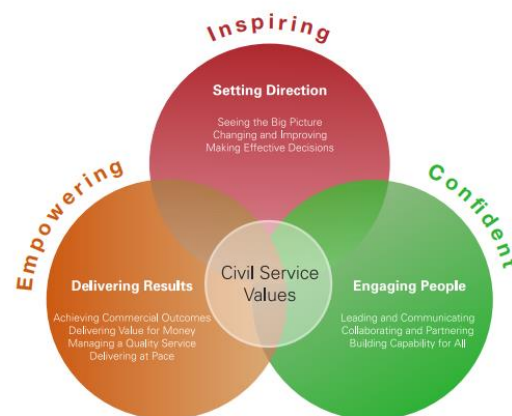 Inspiring
Setting Direction
Seeing the Big Picture
Changing and Improving
Making Effective Decisions
Empowering
Confident
Civil Service
Values
Delivering Results
Achieving Commercial Outcomes
Delivering Value for Money
Managing a Quality Service
Delivering at Pace
Engaging People
Leading and Communicating
Collaborating and Partnering
Building Capability for All